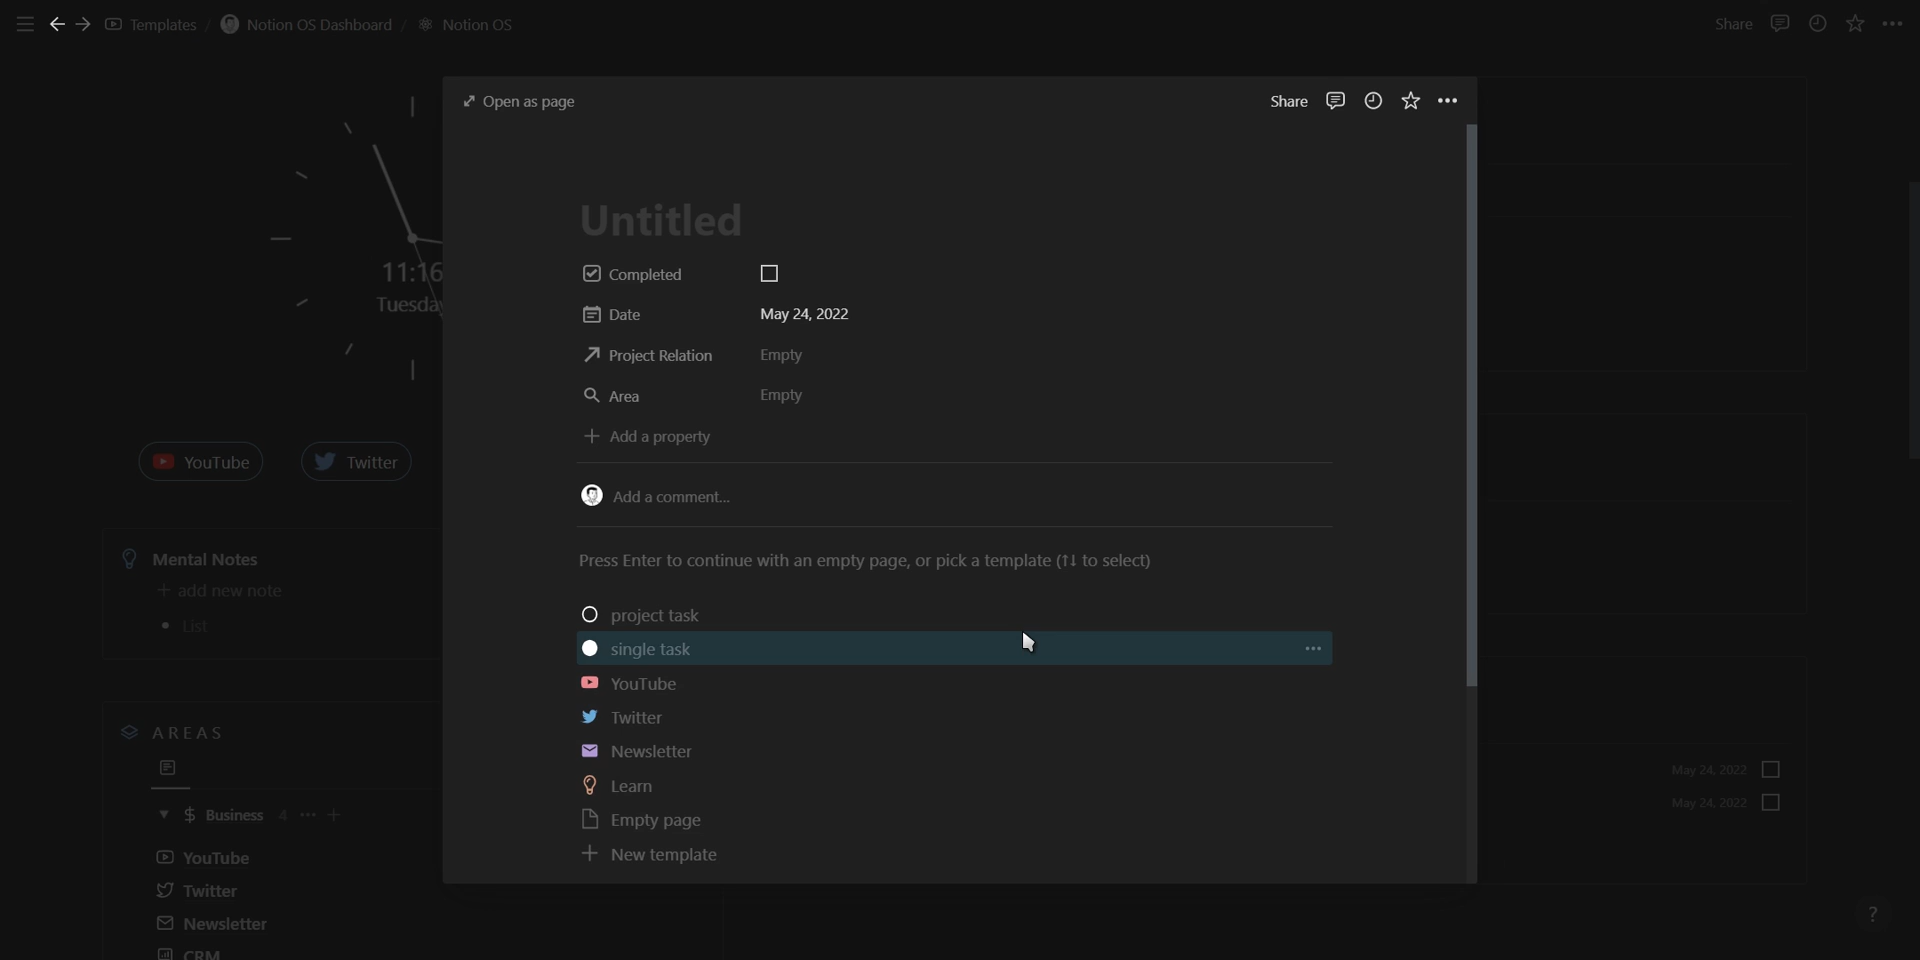 Templates / Notion OS Dashboard / Notion OS
Share
Open as page
Share
Untitled
Completed
Date May 24, 2022
Project Relation Empty
Area Empty
Add a property
Add a comment...
Press Enter to continue with an empty page, or pick a template (↑↓ to select)
project task
single task
YouTube
Twitter
Newsletter
Learn
Empty page
New template
11:16
Tuesday
YouTube Twitter
Mental Notes
+ add new note
• List
AREAS
$ Business 4
YouTube
Twitter
Newsletter
CRM
May 24, 2022
May 24, 2022
?